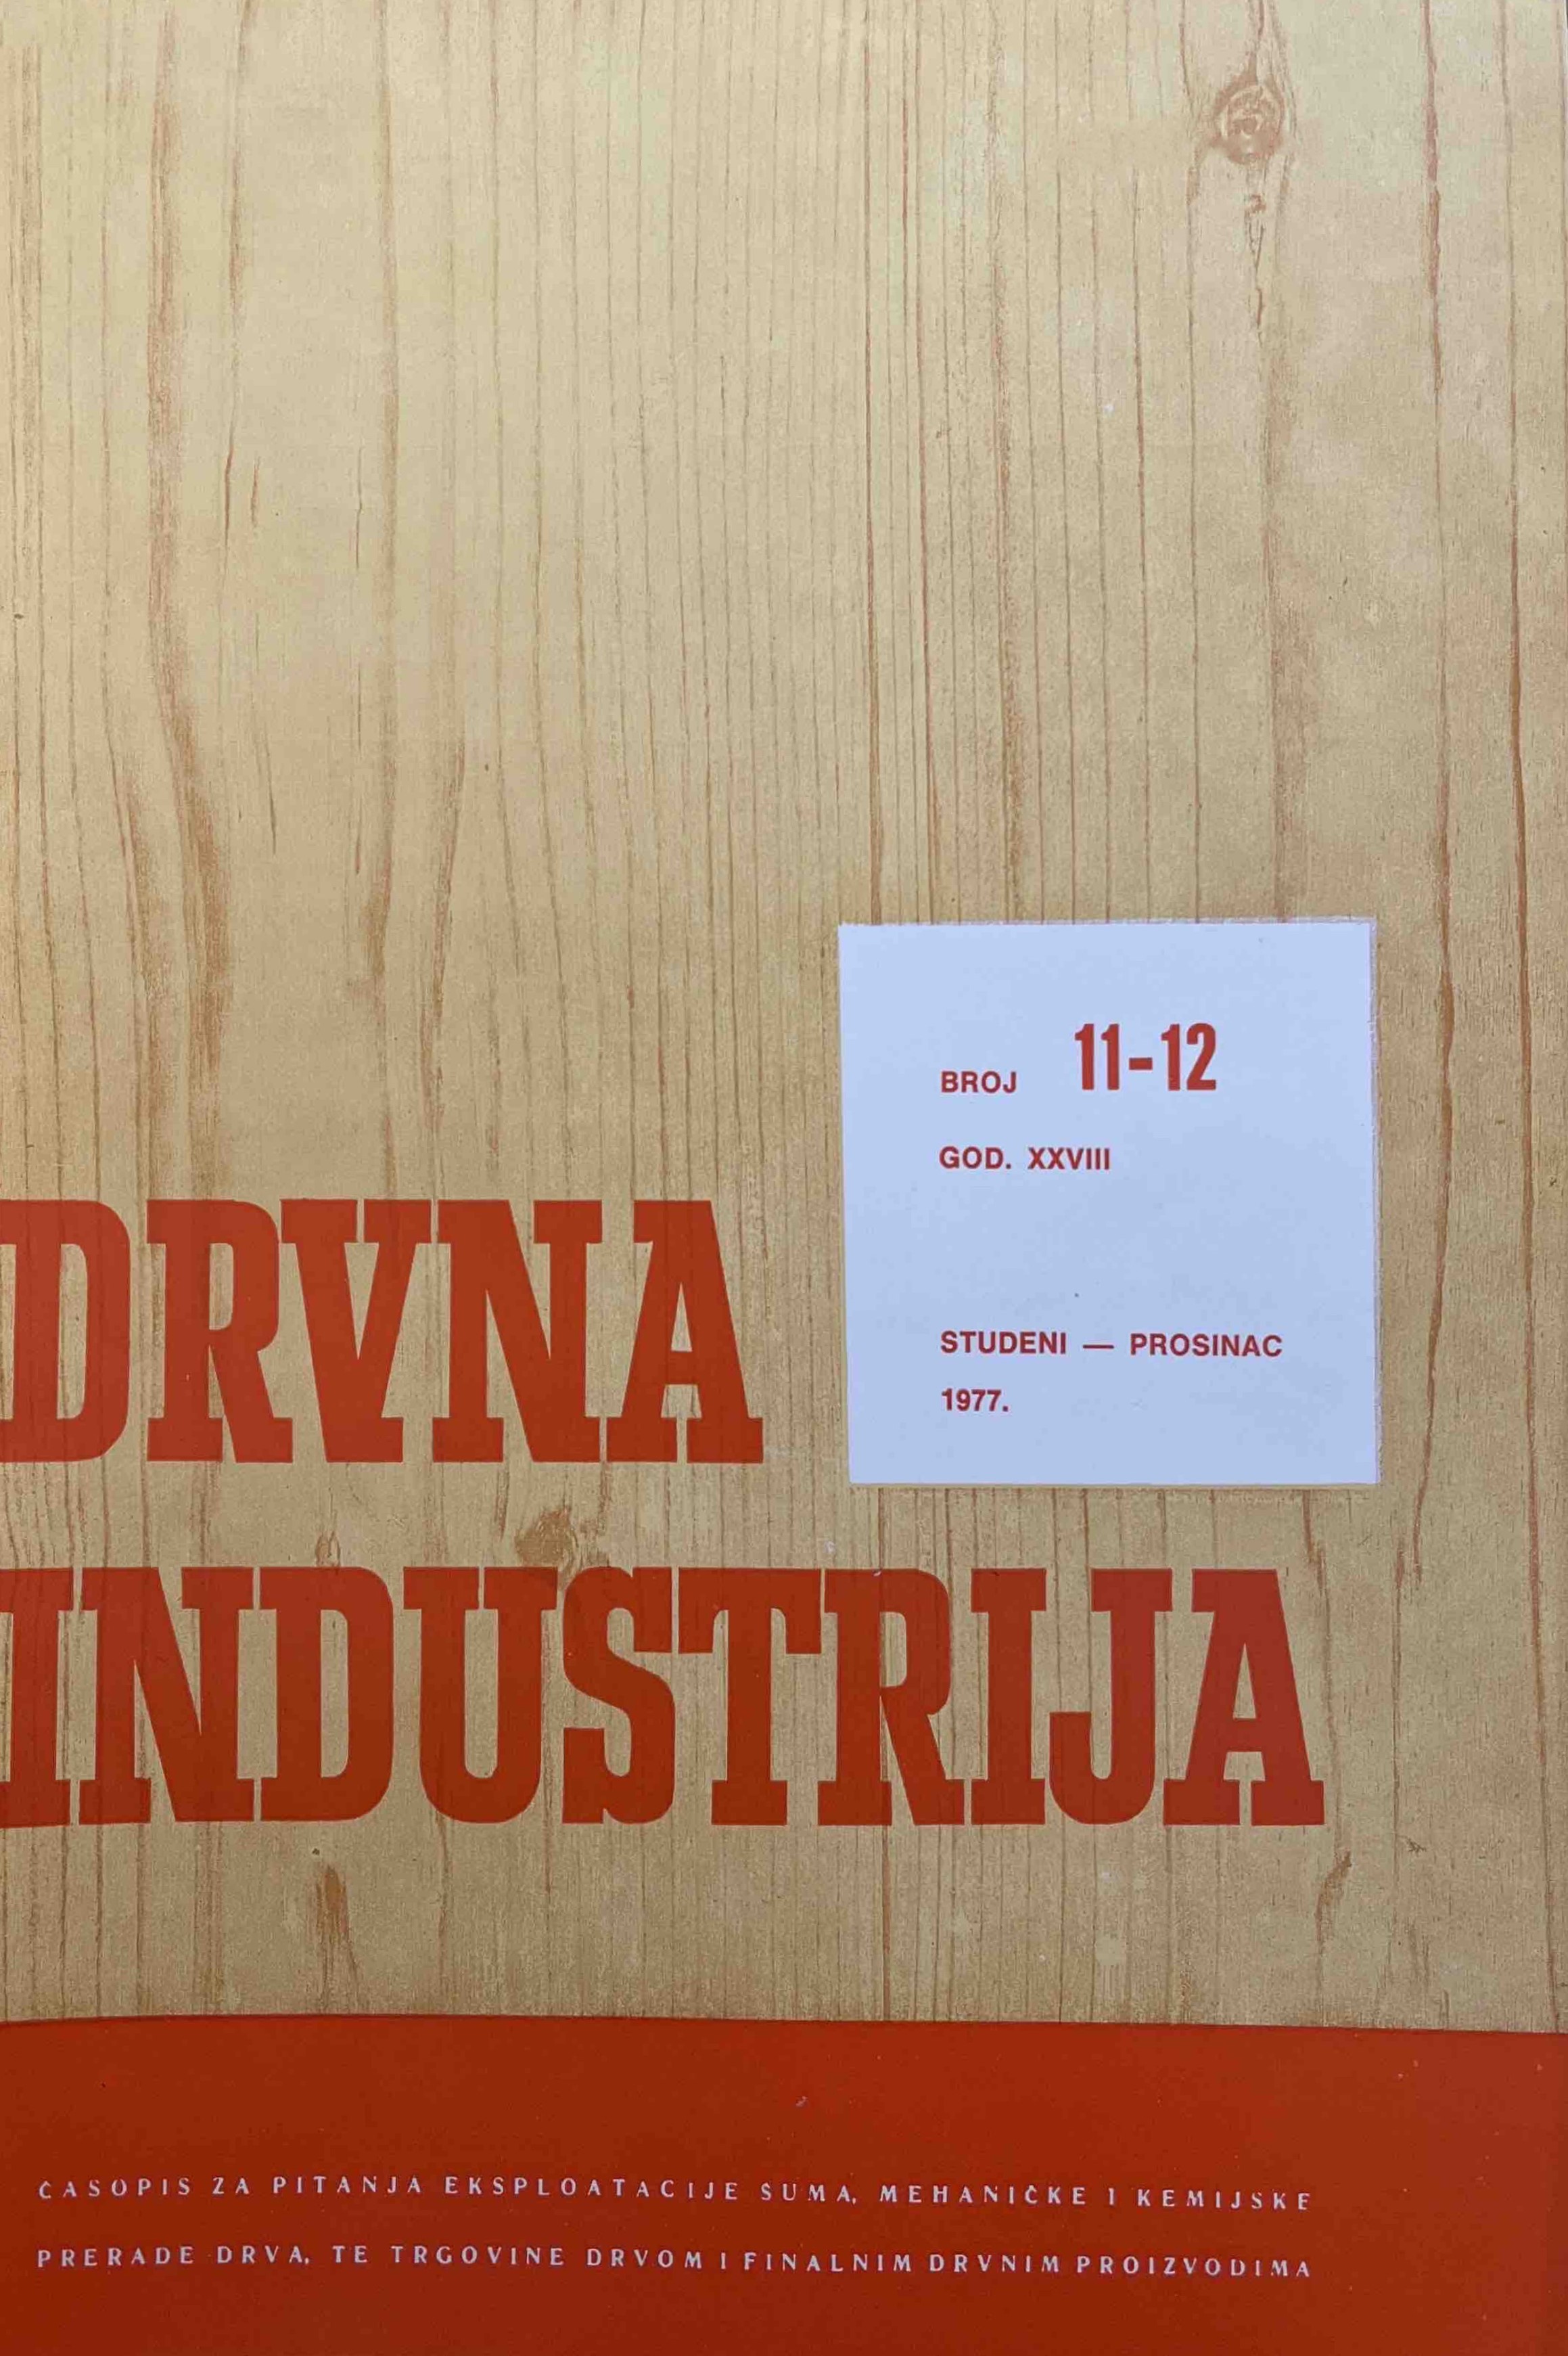 BROJ 11-12
GOD. XXVIII
STUDENI — PROSINAC
1977.
DRVNA
INDUSTRIJA
ČASOPIS ZA PITANJA EKSPLOATACIJE ŠUMA, MEHANIČKE I KEMIJSKE
PRERADE DRVA, TE TRGOVINE DRVOM I FINALNIM DRVNIM PROIZVODIMA